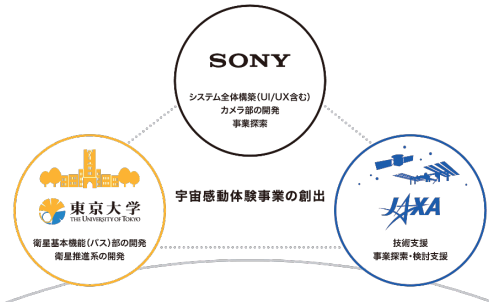 SONY
システム全体構築(UI/UX含む)
カメラ部の開発
事業探索
宇宙感動体験事業の創出
東京大学
THE UNIVERSITY OF TOKYO
衛星基本機能(バス)部の開発
衛星推進系の開発
JAXA
技術支援
事業探索・検討支援